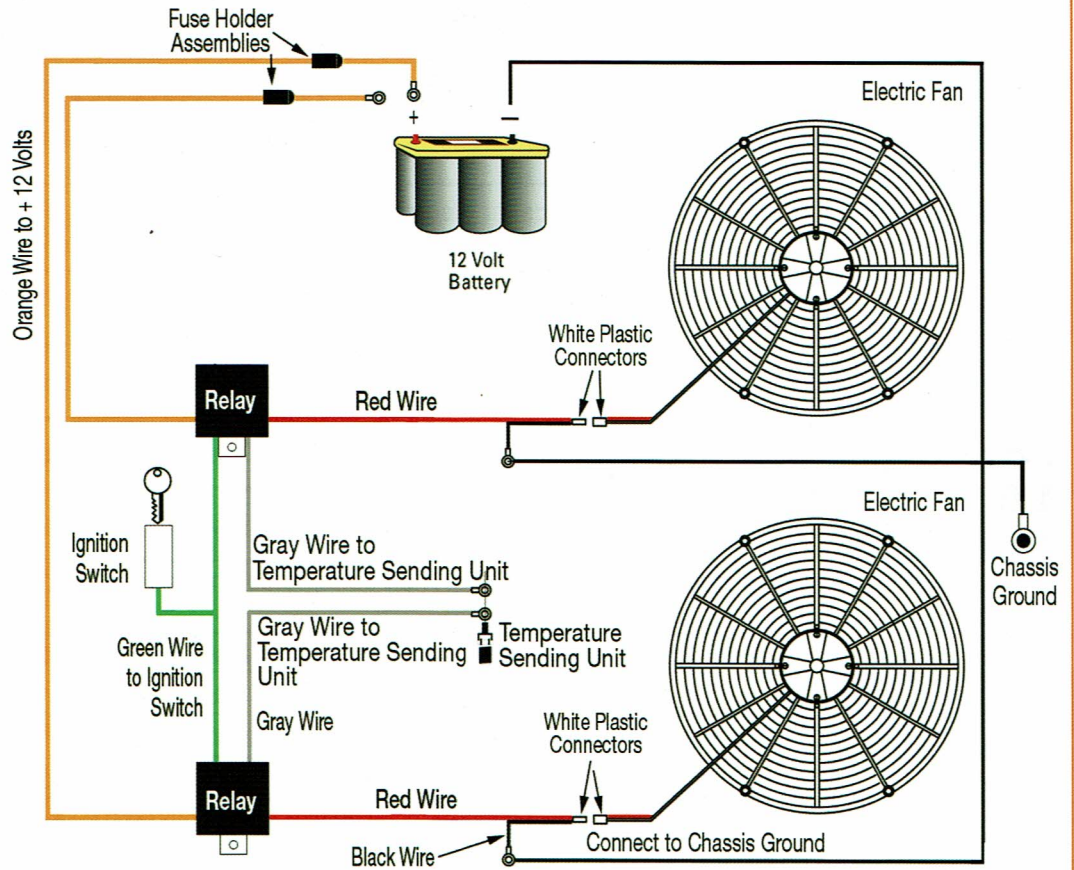 Fuse Holder
Assemblies
Electric Fan
+
–
Orange Wire to + 12 Volts
12 Volt
Battery
White Plastic
Connectors
Relay
Red Wire
Electric Fan
Ignition
Switch
Gray Wire to
Temperature Sending Unit
Chassis
Ground
Gray Wire to
Temperature Sending
Unit
Temperature
Sending Unit
Green Wire
to Ignition
Switch
Gray Wire
White Plastic
Connectors
Relay
Red Wire
Connect to Chassis Ground
Black Wire